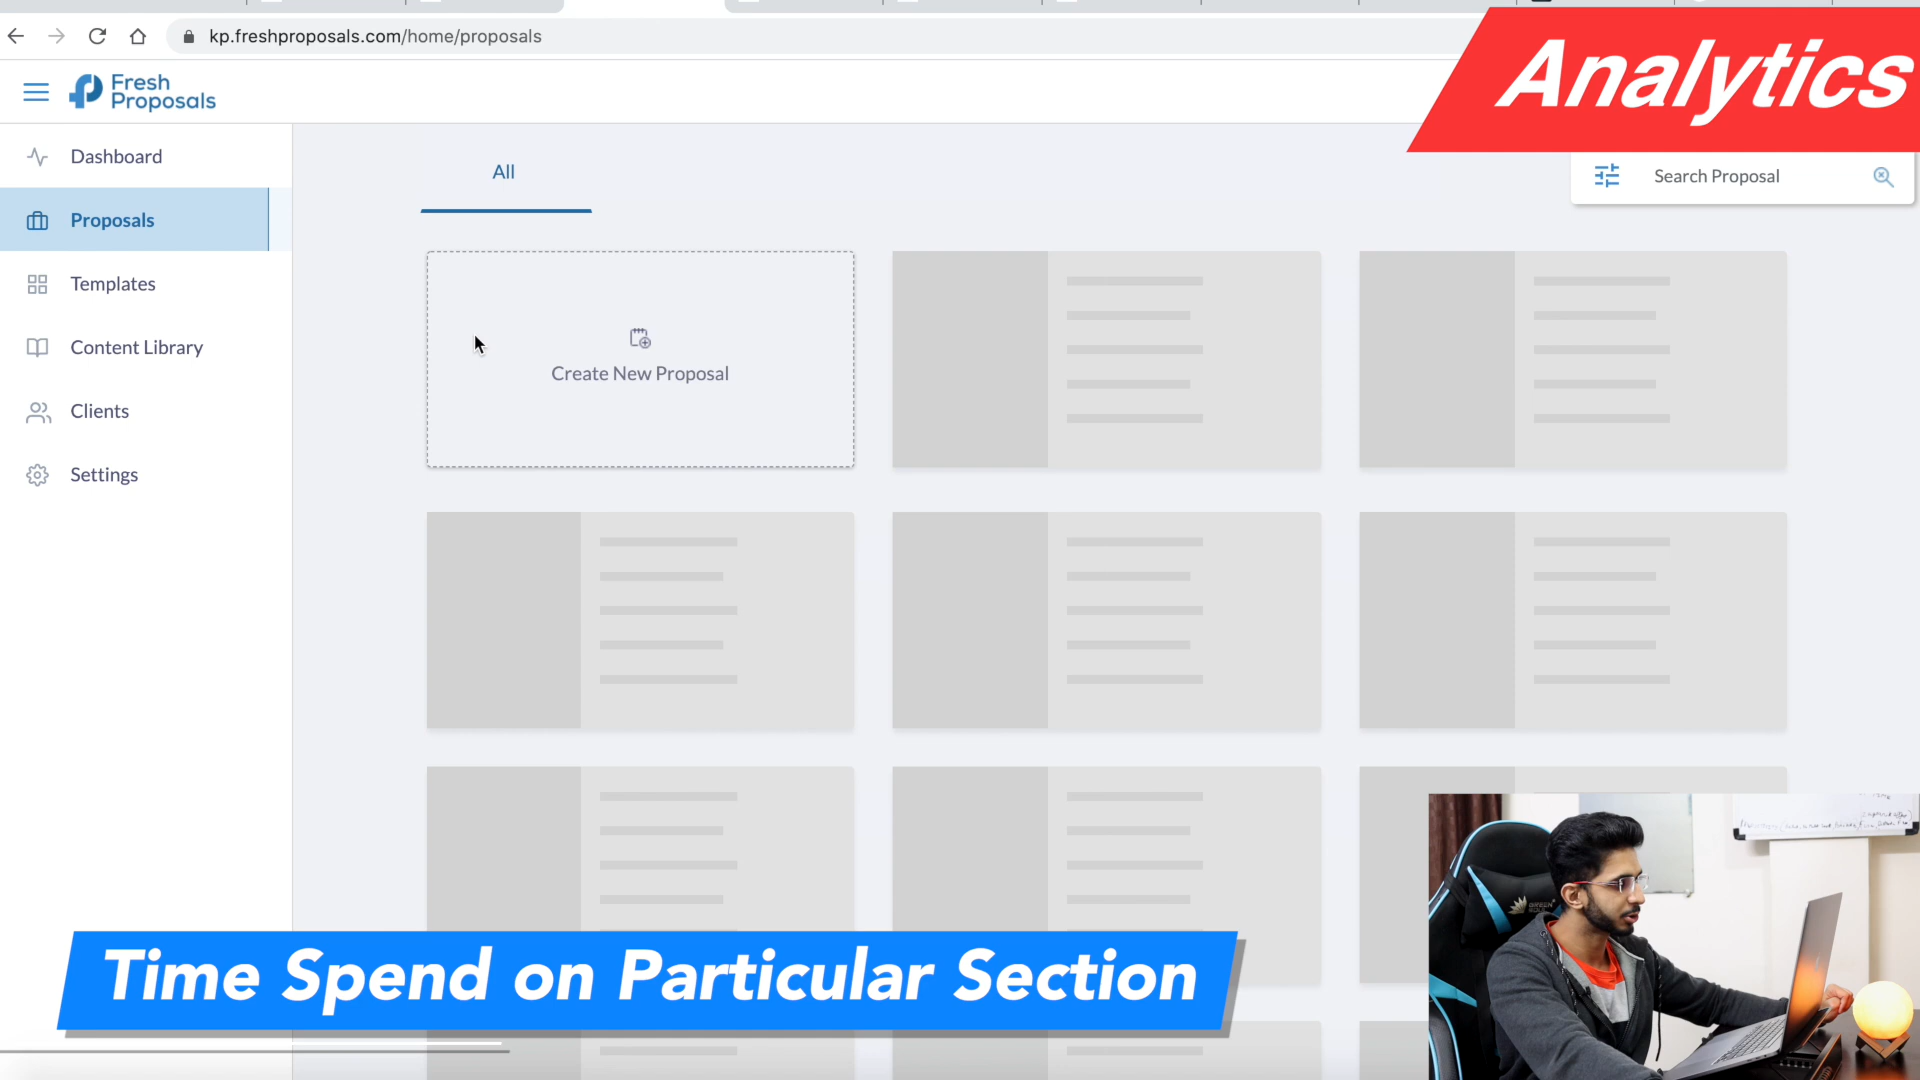 kp.freshproposals.com/home/proposals
Analytics
Fresh
Proposals
Dashboard
Proposals
Templates
Content Library
Clients
Settings
All
Search Proposal
Create New Proposal
Time Spend on Particular Section